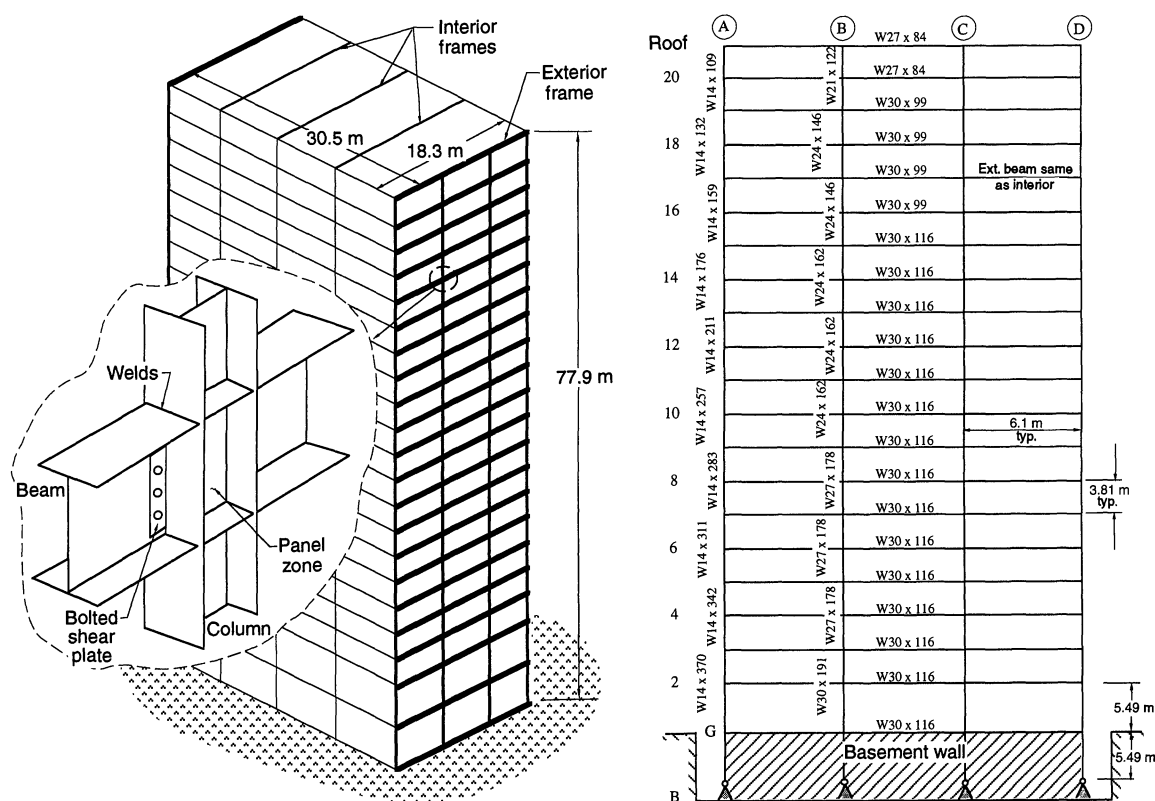 Interior
frames
Exterior
frame
30.5 m
18.3 m
77.9 m
Welds
Beam
Bolted
shear
plate
Column
Panel
zone
A B C D
Roof
W27 x 84
W14 x 109
W21 x 122
20
W27 x 84
W30 x 99
W14 x 132
W24 x 146
18
W30 x 99
W30 x 99
Ext. beam same
as interior
W14 x 159
W24 x 146
16
W30 x 99
W30 x 116
W14 x 176
W24 x 162
14
W30 x 116
W30 x 116
W14 x 211
W24 x 162
12
W30 x 116
W30 x 116
W14 x 257
W24 x 162
10
W30 x 116
6.1 m
typ.
W30 x 116
W14 x 283
W27 x 178
8
W30 x 116
3.81 m
typ.
W30 x 116
W14 x 311
W27 x 178
6
W30 x 116
W30 x 116
W14 x 342
W27 x 178
4
W30 x 116
W30 x 116
W14 x 370
W30 x 191
2
W30 x 116
5.49 m
W30 x 116
G
Basement wall
5.49 m
B